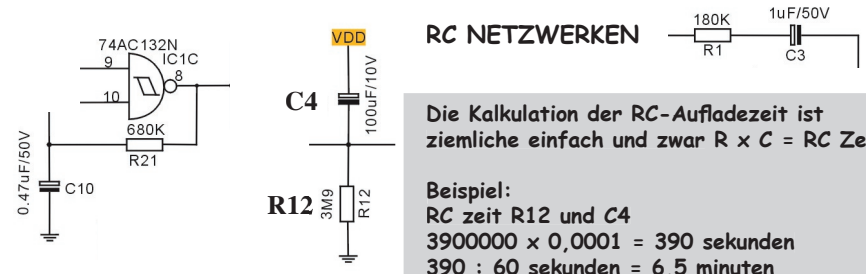 74AC132N
IC1C
9
8
10
680K
R21
0.47uF/50V
C10
VDD
C4
100uF/10V
R12
3M9
R12
RC NETZWERKEN
180K
R1
1uF/50V
C3
Die Kalkulation der RC-Aufladezeit ist
ziemliche einfach und zwar R x C = RC Ze
Beispiel:
RC zeit R12 und C4
3900000 x 0,0001 = 390 sekunden
390 : 60 sekunden = 6,5 minuten